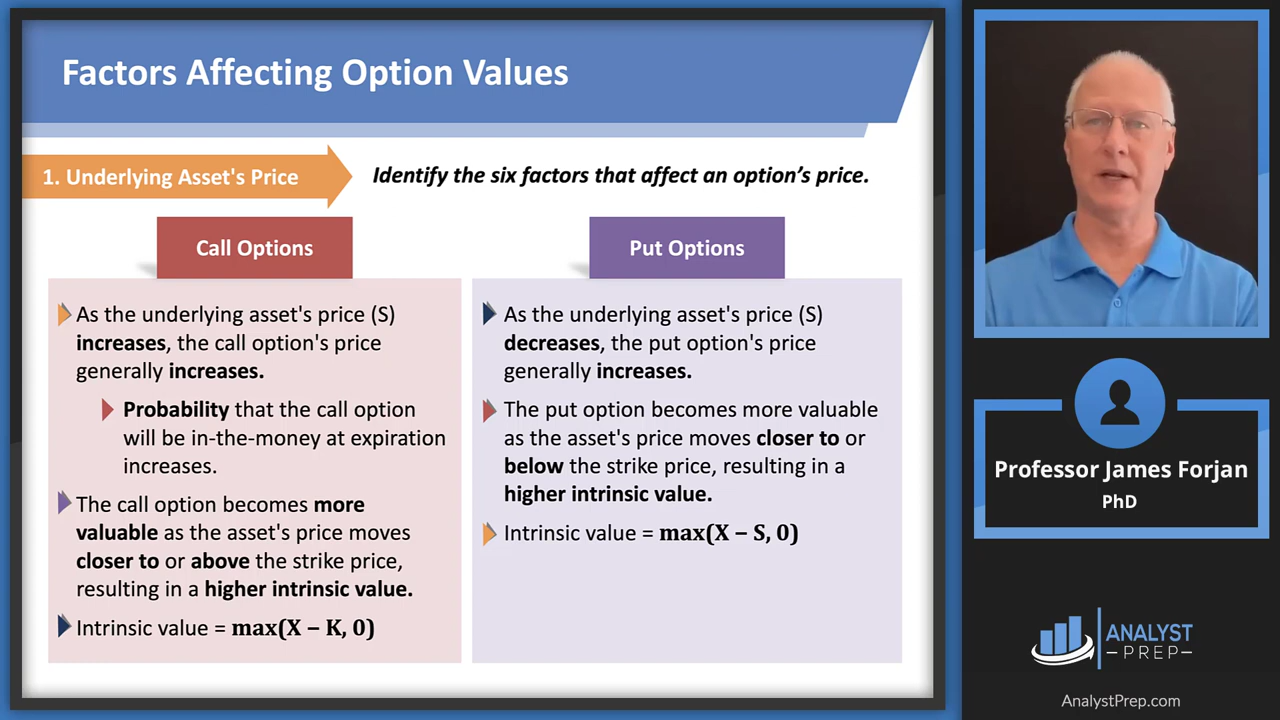 Factors Affecting Option Values
1. Underlying Asset's Price
Identify the six factors that affect an option's price.
Call Options
As the underlying asset's price (S)
increases, the call option's price
generally increases.
Probability that the call option
will be in-the-money at expiration
increases.
The call option becomes more
valuable as the asset's price moves
closer to or above the strike price,
resulting in a higher intrinsic value.
Intrinsic value = max(X − K, 0)
Put Options
As the underlying asset's price (S)
decreases, the put option's price
generally increases.
The put option becomes more valuable
as the asset's price moves closer to or
below the strike price, resulting in a
higher intrinsic value.
Intrinsic value = max(X − S, 0)
Professor James Forjan
PhD
ANALYST
PREP
AnalystPrep.com